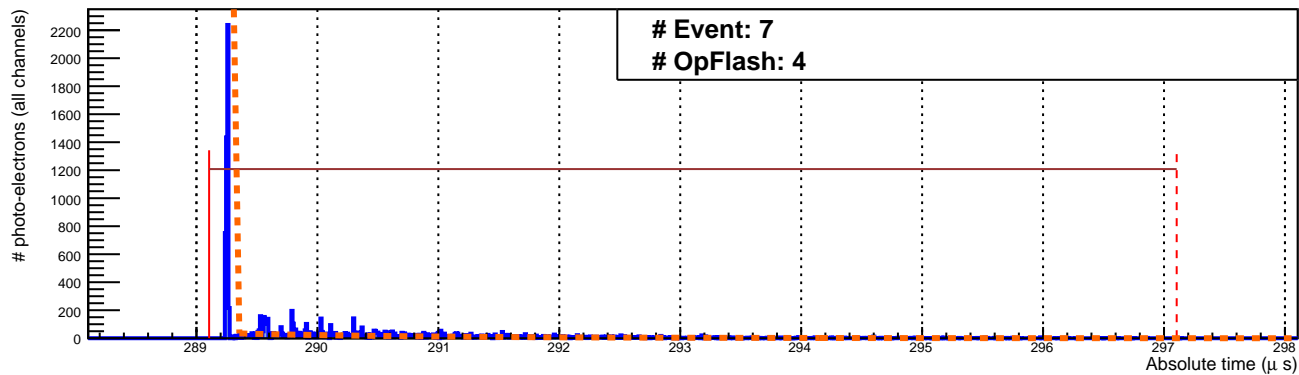 # Event: 7
# OpFlash: 4
# photo-electrons (all channels)
2200
2000
1800
1600
1400
1200
1000
800
600
400
200
0
289 290 291 292 293 294 295 296 297 298
Absolute time (μ s)